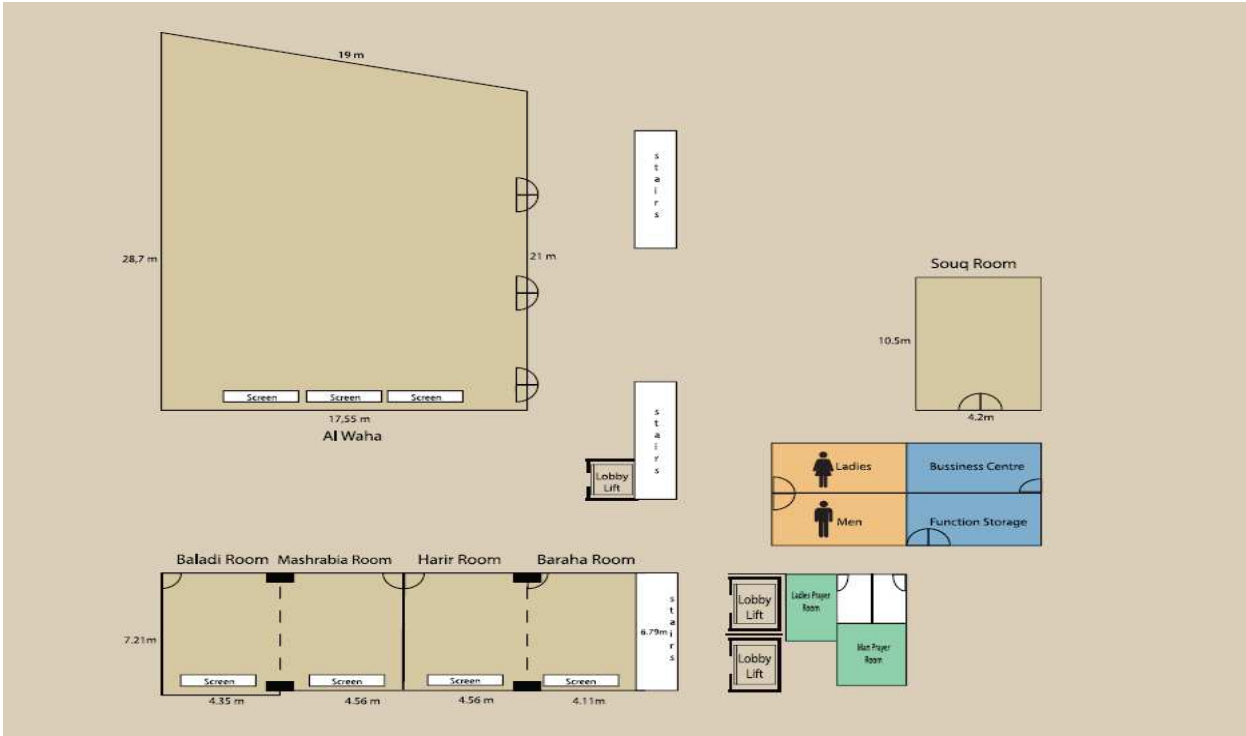 19 m
28,7 m
21 m
Screen
Screen
Screen
17,55 m
Al Waha
stairs
Souq Room
10.5m
4.2m
stairs
Lobby
Lift
Ladies
Bussiness Centre
Men
Function Storage
Baladi Room
Mashrabia Room
Harir Room
Baraha Room
7.21m
Screen
Screen
Screen
Screen
4.35 m
4.56 m
4.56 m
4.11m
6.79m
stairs
Lobby
Lift
Lobby
Lift
Ladies Prayer
Room
Man Prayer
Room